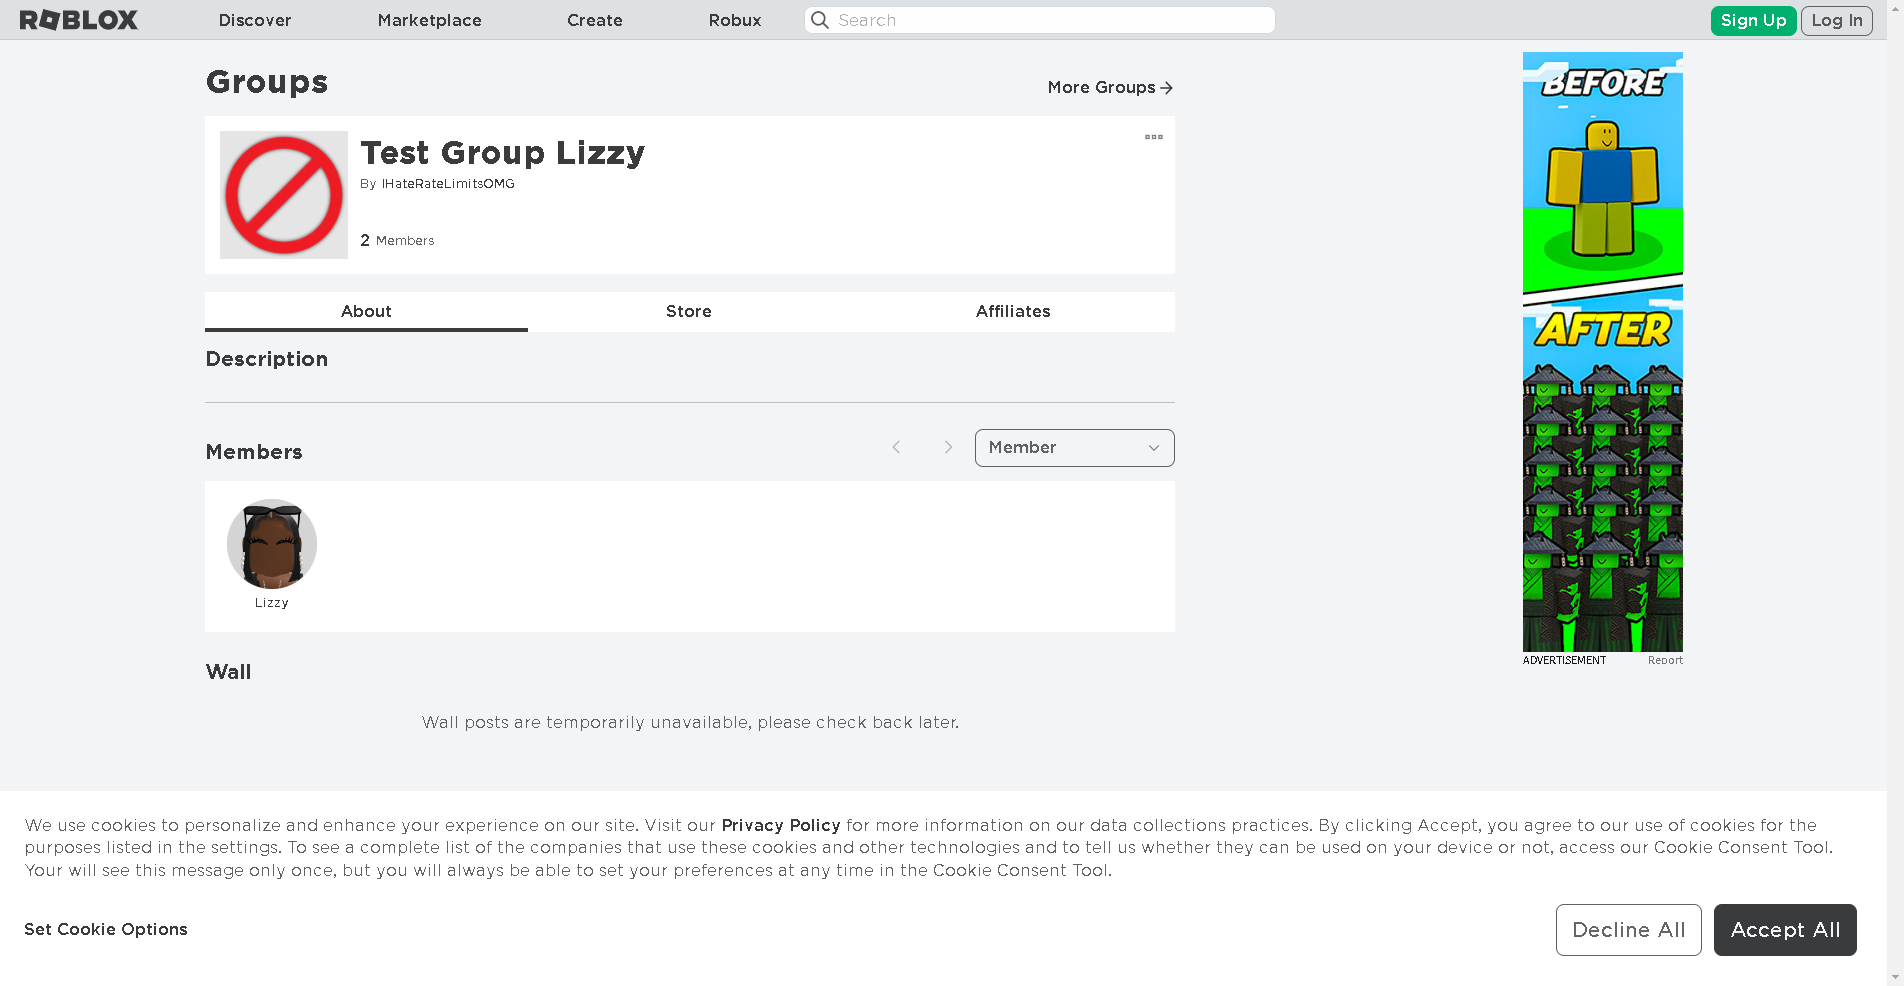 ROBLOX
Discover
Marketplace
Create
Robux
Search
Sign Up
Log In
Groups
More Groups
Test Group Lizzy
By IHateRateLimitsOMG
2 Members
About
Store
Affiliates
Description
Members
Member
Lizzy
Wall
Wall posts are temporarily unavailable, please check back later.
BEFORE
AFTER
ADVERTISEMENT
Report
We use cookies to personalize and enhance your experience on our site. Visit our Privacy Policy for more information on our data collections practices. By clicking Accept, you agree to our use of cookies for the
purposes listed in the settings. To see a complete list of the companies that use these cookies and other technologies and to tell us whether they can be used on your device or not, access our Cookie Consent Tool.
Your will see this message only once, but you will always be able to set your preferences at any time in the Cookie Consent Tool.
Set Cookie Options
Decline All
Accept All